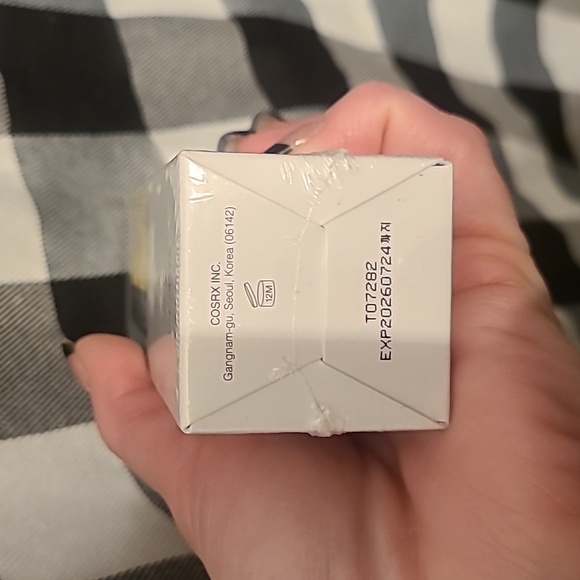 COSRX INC.
Gangnam-gu, Seoul, Korea (06142)
12M
T07282
EXP20260724까지